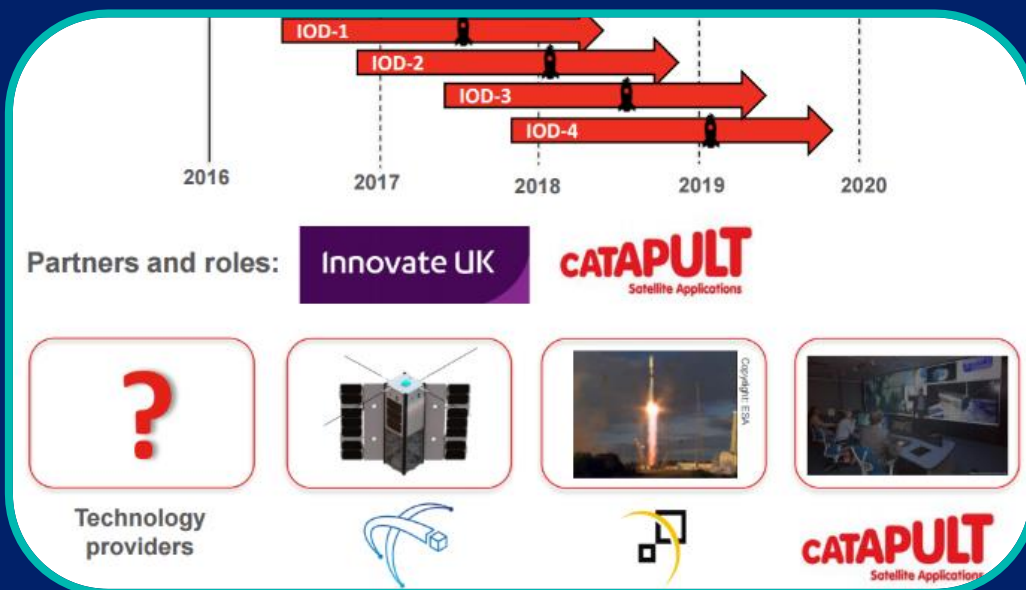 IOD-1
IOD-2
IOD-3
IOD-4
2016
2017
2018
2019
2020
Partners and roles:
Innovate UK
CATAPULT
Satellite Applications
?
Copyright: ESA
Technology
providers
CATAPULT
Satellite Applications